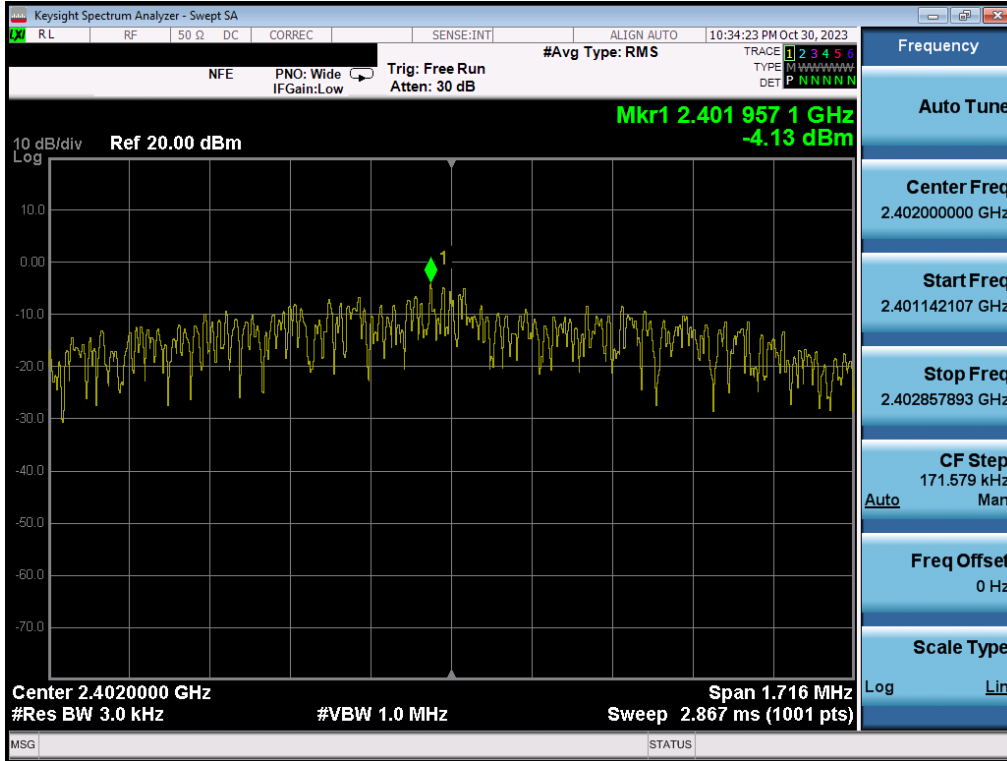 Keysight Spectrum Analyzer - Swept SA
LXI RL RF 50 Ω DC CORREC SENSE:INT ALIGN AUTO 10:34:23 PM Oct 30, 2023
#Avg Type: RMS TRACE 1 2 3 4 5 6
NFE PNO: Wide Trig: Free Run TYPE M WWWWW
IFGain:Low Atten: 30 dB DET P N N N N N
Mkr1 2.401 957 1 GHz
-4.13 dBm
10 dB/div Ref 20.00 dBm
Log
10.0
0.00
-10.0
-20.0
-30.0
-40.0
-50.0
-60.0
-70.0
1
Center 2.4020000 GHz Span 1.716 MHz
#Res BW 3.0 kHz #VBW 1.0 MHz Sweep 2.867 ms (1001 pts)
MSG STATUS
Frequency
Auto Tune
Center Freq
2.402000000 GHz
Start Freq
2.401142107 GHz
Stop Freq
2.402857893 GHz
CF Step
171.579 kHz
Auto Man
Freq Offset
0 Hz
Scale Type
Log Lin